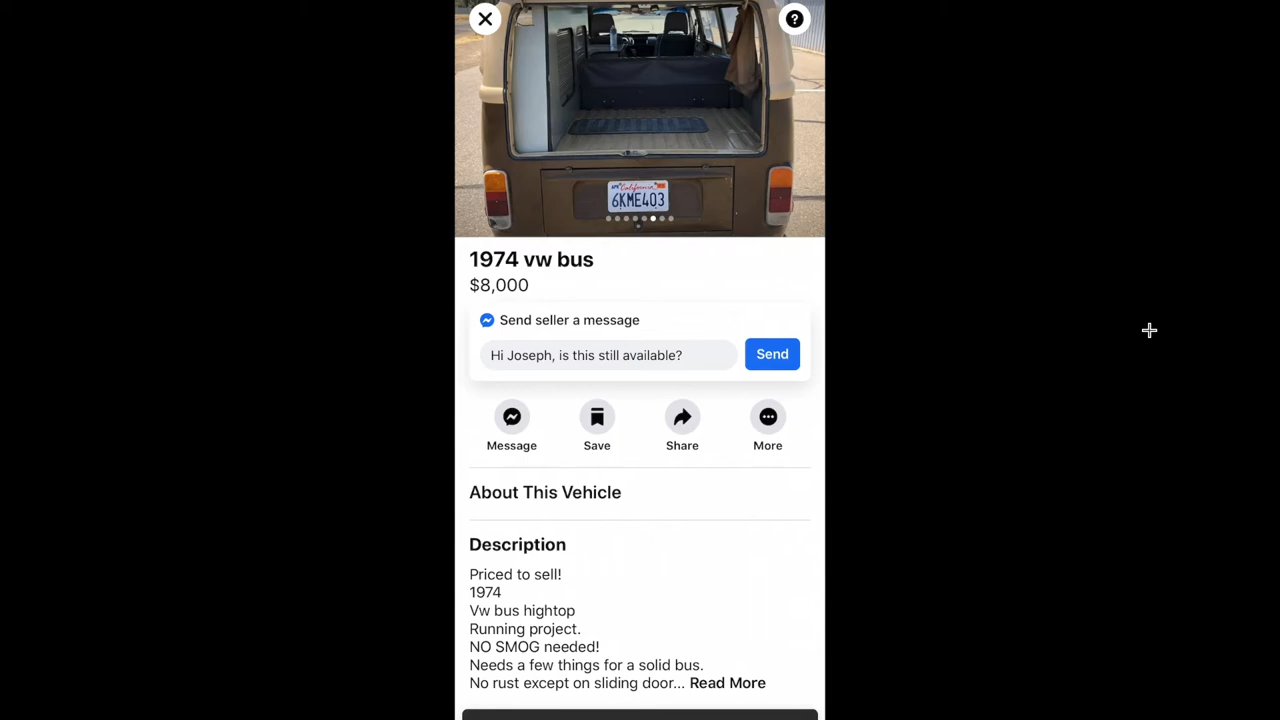 ?
APR California
6KME403
1974 vw bus
$8,000
Send seller a message
Hi Joseph, is this still available?
Send
Message
Save
Share
More
About This Vehicle
Description
Priced to sell!
1974
Vw bus hightop
Running project.
NO SMOG needed!
Needs a few things for a solid bus.
No rust except on sliding door... Read More